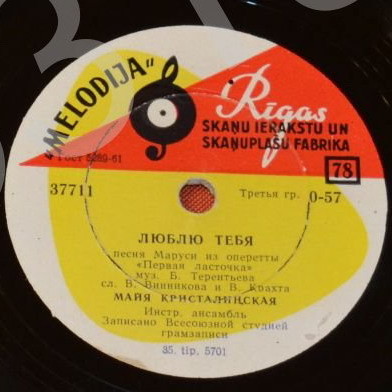 "MELODIJA"
Rīgas
SKAŅU IERAKSTU UN
SKAŅUPLAŠU FABRIKA
ГОСТ 5289-61
78
37711
Третья гр. 0-57
ЛЮБЛЮ ТЕБЯ
песня Маруси из оперетты
«Первая ласточка»
муз. Б. Терентьева
сл. В. Винникова и В. Крахта
МАЙЯ КРИСТАЛИНСКАЯ
Инстр. ансамбль
Записано Всесоюзной студией
грамзаписи
35. tip. 5701